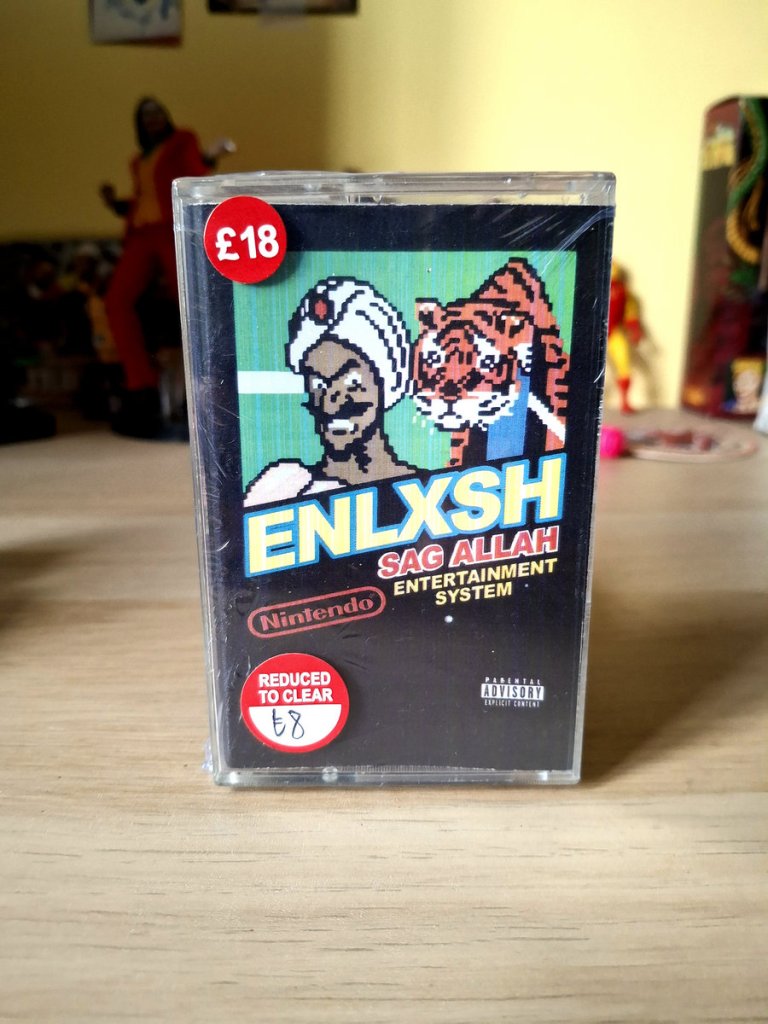 £18
ENLXSH
SAG ALLAH
ENTERTAINMENT
SYSTEM
Nintendo
REDUCED
TO CLEAR
£8
PARENTAL
ADVISORY
EXPLICIT CONTENT